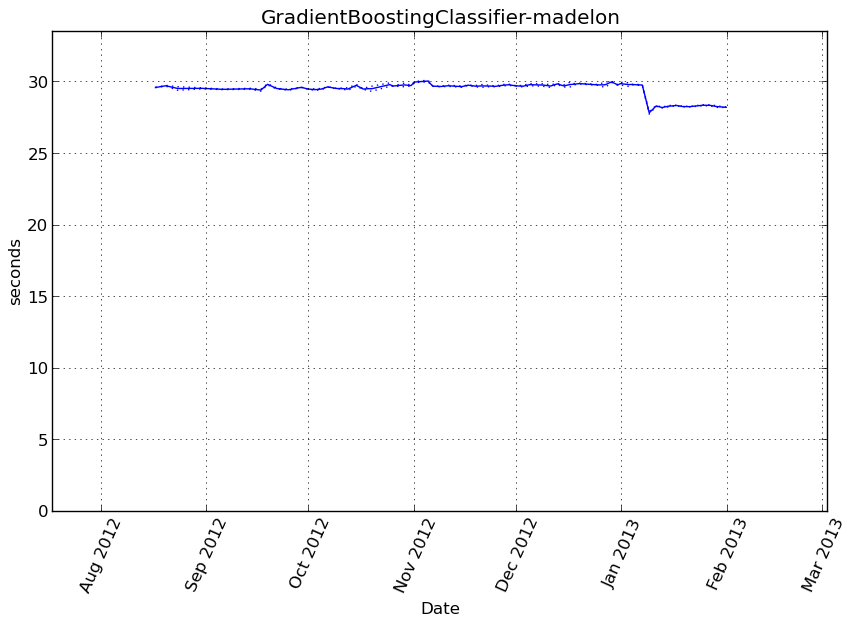 GradientBoostingClassifier-madelon
30
25
20
15
10
5
0
seconds
Aug 2012
Sep 2012
Oct 2012
Nov 2012
Dec 2012
Jan 2013
Feb 2013
Mar 2013
Date